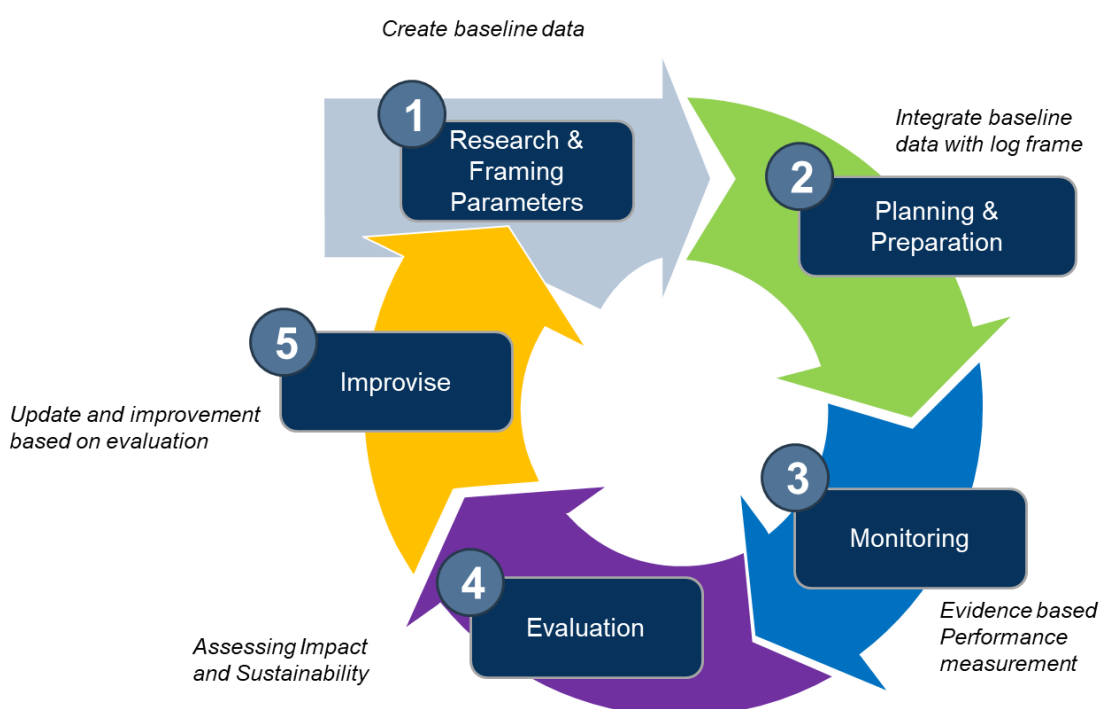 Create baseline data
1
Research &
Framing
Parameters
Integrate baseline
data with log frame
2
Planning &
Preparation
3
Monitoring
Evidence based
Performance
measurement
4
Evaluation
Assessing Impact
and Sustainability
5
Improvise
Update and improvement
based on evaluation